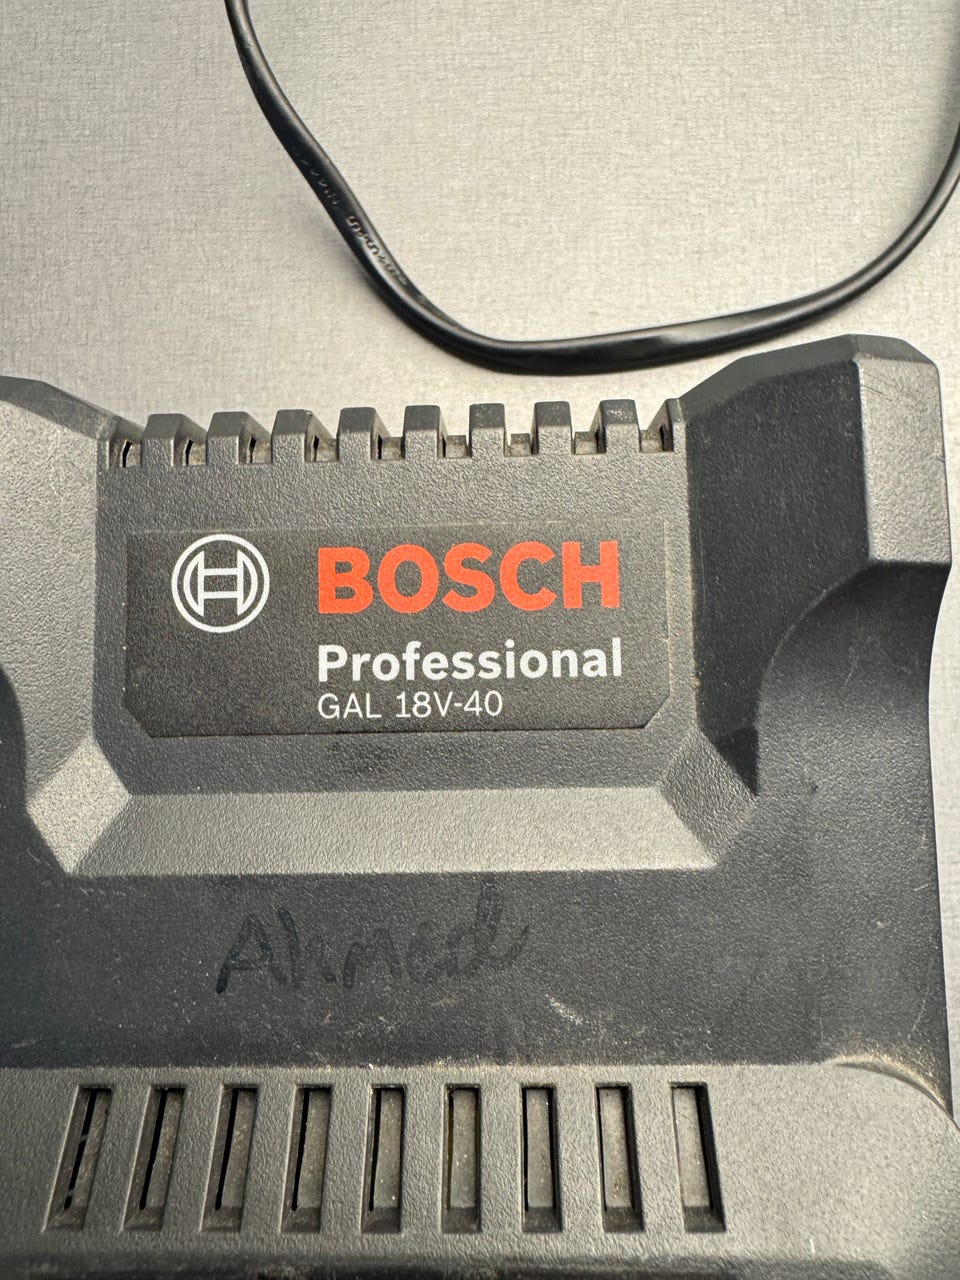 BOSCH
Professional
GAL 18V-40
Ahmed